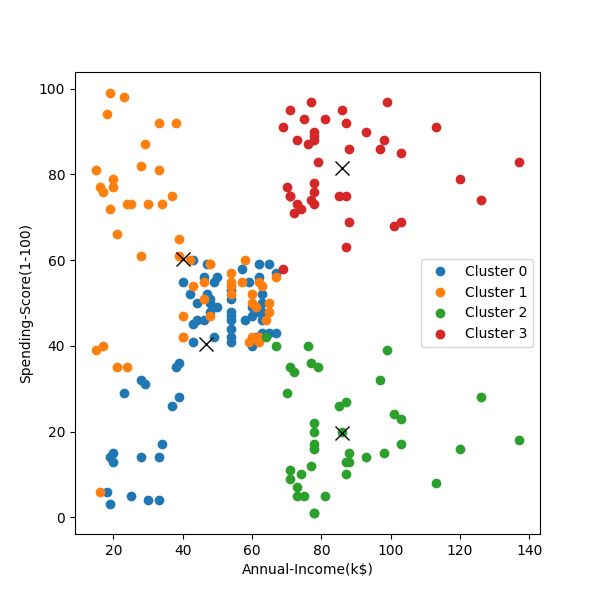 100
80
60
40
20
0
Spending-Score(1-100)
Cluster 0
Cluster 1
Cluster 2
Cluster 3
20 40 60 80 100 120 140
Annual-Income(k$)